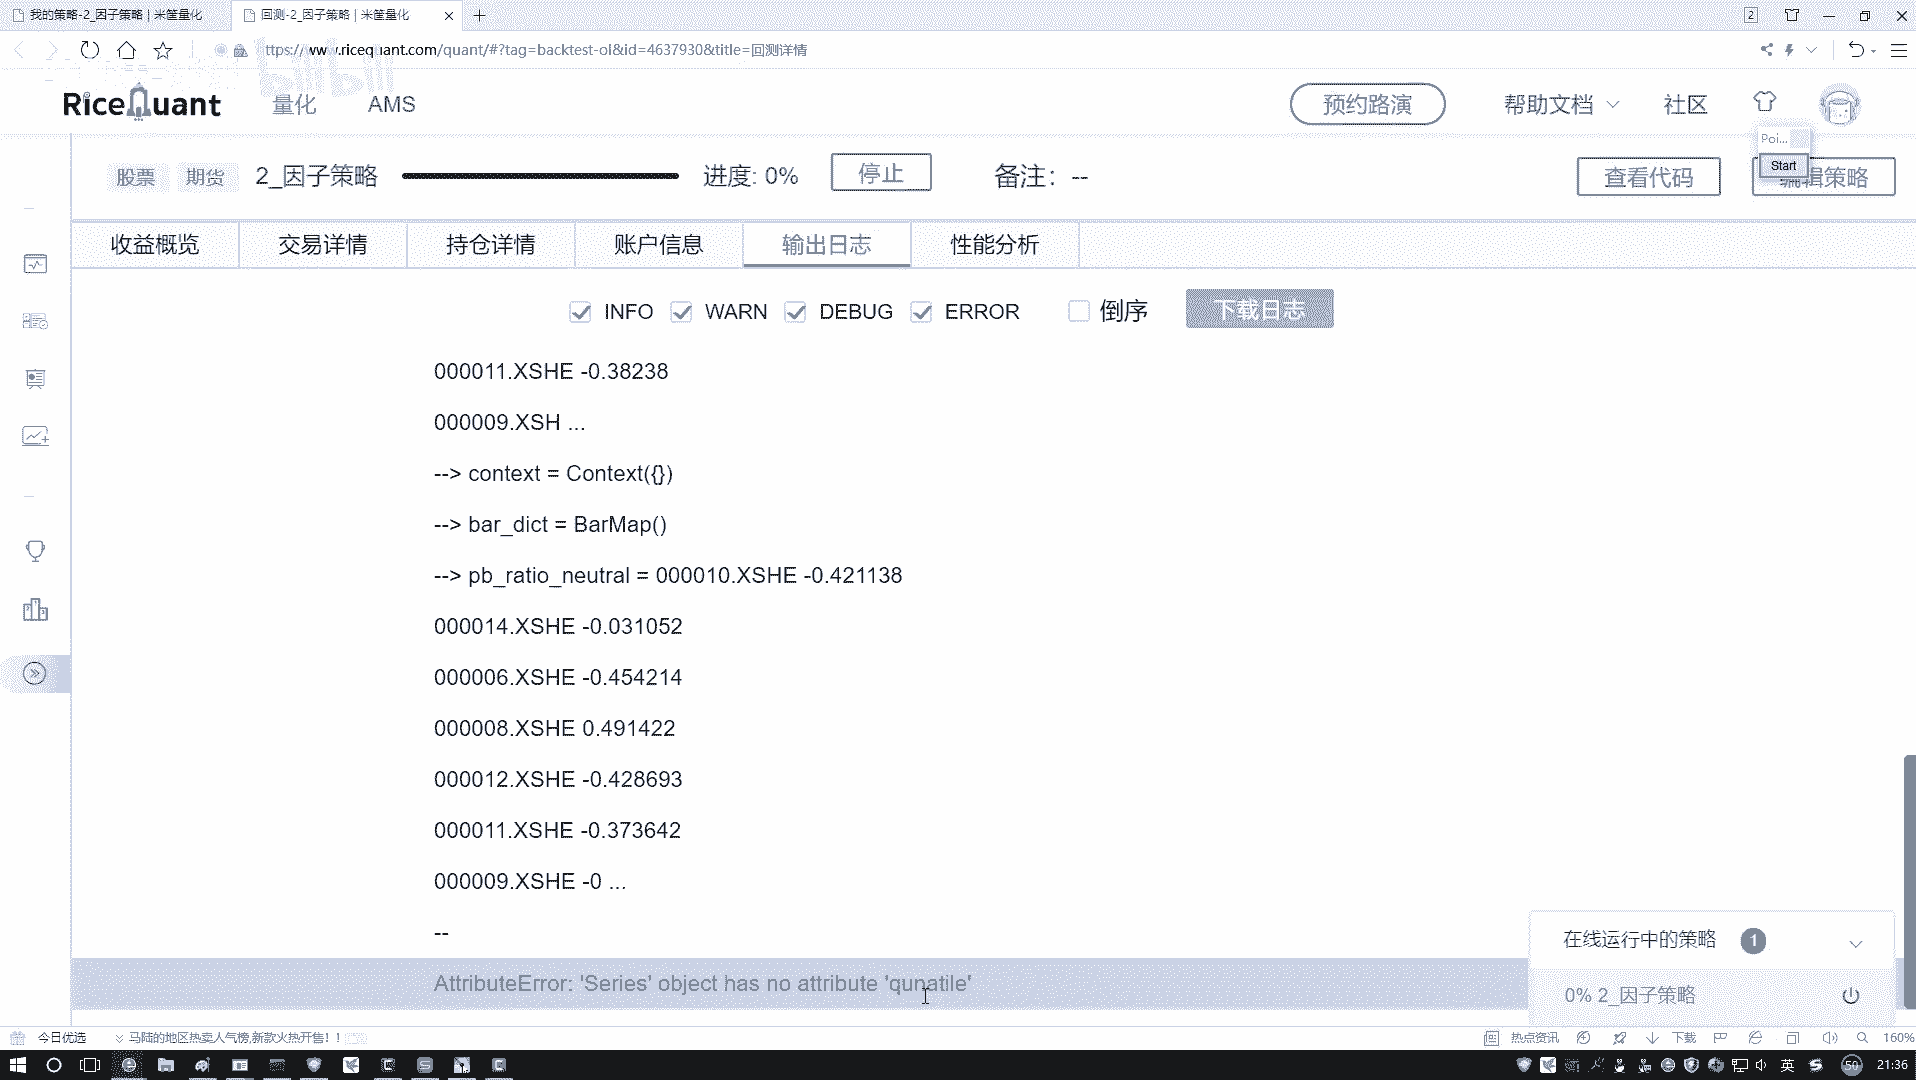 我的策略-2_因子策略 | 米筐量化
回测-2_因子策略 | 米筐量化
2
ttps://www.ricequant.com/quant/#?tag=backtest-ol&id=4637930&title=回测详情
bilibili
RiceQuant
量化
AMS
预约路演
帮助文档
社区
Poi...
Start
股票
期货
2_因子策略
进度: 0%
停止
备注: --
查看代码
编辑策略
收益概览
交易详情
持仓详情
账户信息
输出日志
性能分析
INFO
WARN
DEBUG
ERROR
倒序
下载日志
000011.XSHE -0.38238
000009.XSH ...
--> context = Context({})
--> bar_dict = BarMap()
--> pb_ratio_neutral = 000010.XSHE -0.421138
000014.XSHE -0.031052
000006.XSHE -0.454214
000008.XSHE 0.491422
000012.XSHE -0.428693
000011.XSHE -0.373642
000009.XSHE -0 ...
--
AttributeError: 'Series' object has no attribute 'qunatile'
在线运行中的策略 1
0% 2_因子策略
今日优选
马陆的地区热卖人气榜,新款火热开售！！
热点资讯
下载
160%
英
50
21:36